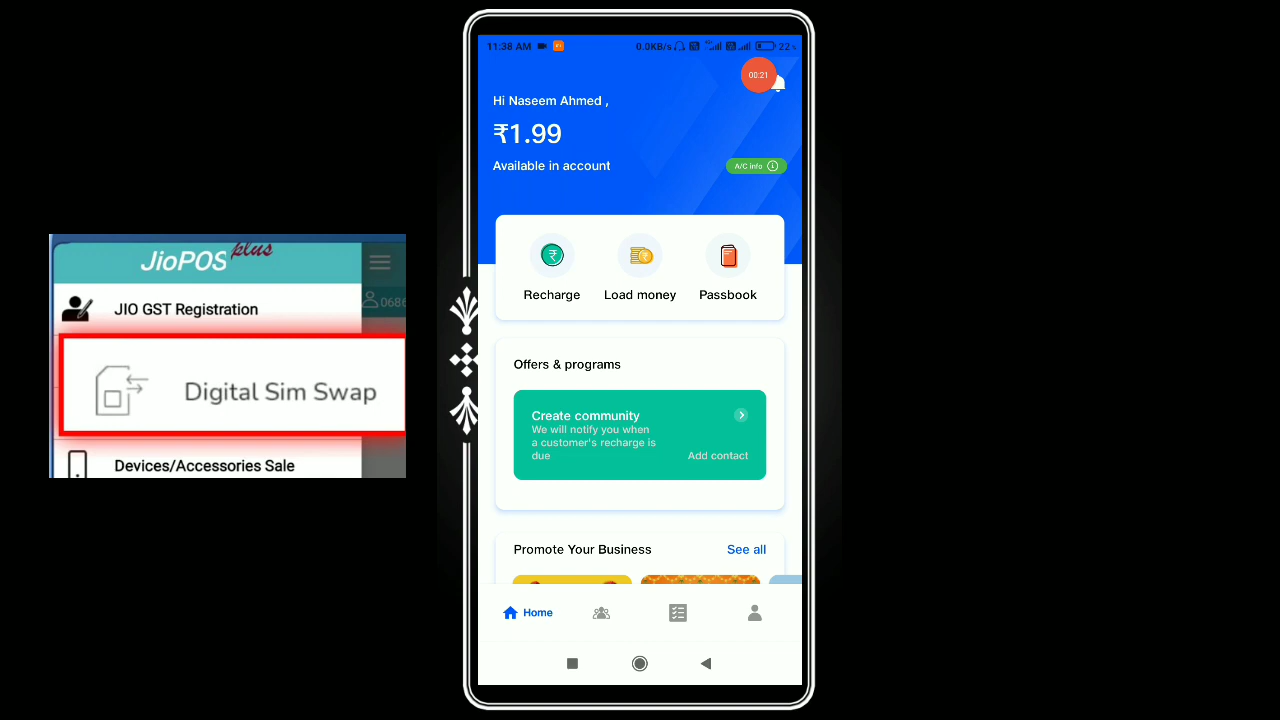 JioPOS plus
JIO GST Registration
0686
Digital Sim Swap
Devices/Accessories Sale
11:38 AM
0.0KB/s
22
00:21
Hi Naseem Ahmed ,
₹1.99
Available in account
A/C info
Recharge
Load money
Passbook
Offers & programs
Create community
We will notify you when
a customer's recharge is
due
Add contact
Promote Your Business
See all
Home